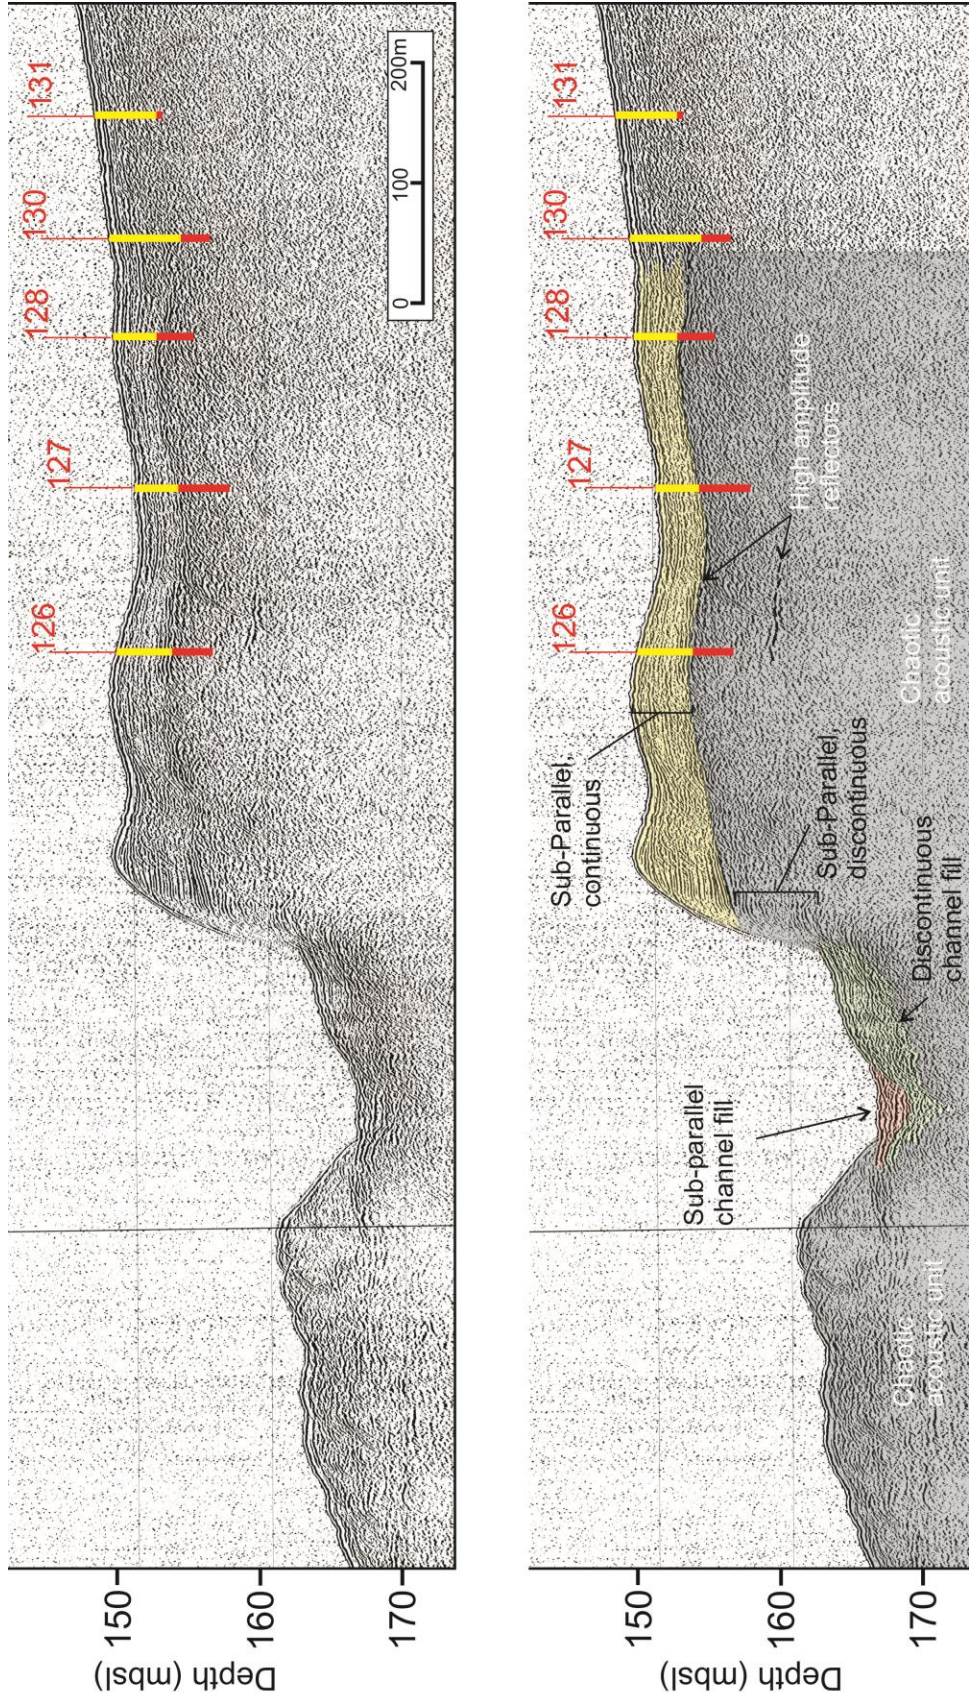 126
127
128
130
131
150
160
170
Depth (mbsl)
0
100
200m
126
127
128
130
131
Sub-Parallel,
continuous
Sub-parallel
channel fill
High amplitude
reflectors
Sub-Parallel,
discontinuous
Discontinuous
channel fill
Chaotic
acoustic unit
Chaotic
acoustic unit
150
160
170
Depth (mbsl)